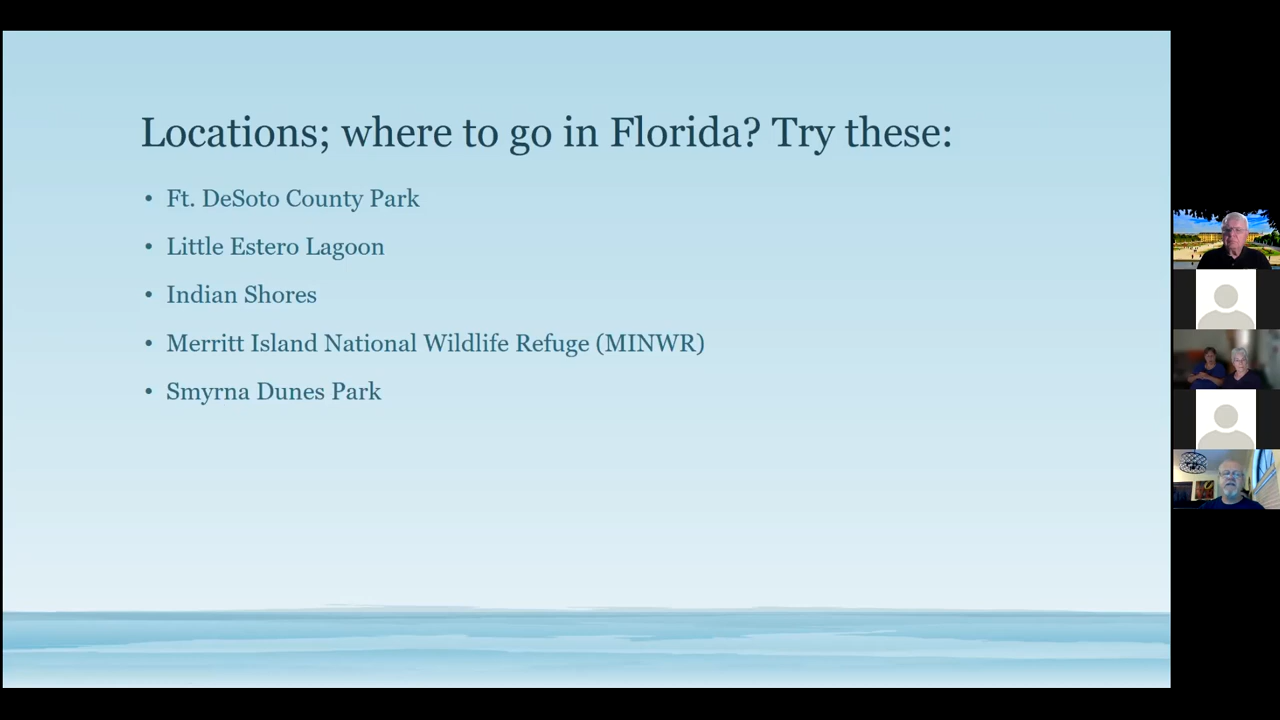 Locations; where to go in Florida? Try these:
• Ft. DeSoto County Park
• Little Estero Lagoon
• Indian Shores
• Merritt Island National Wildlife Refuge (MINWR)
• Smyrna Dunes Park